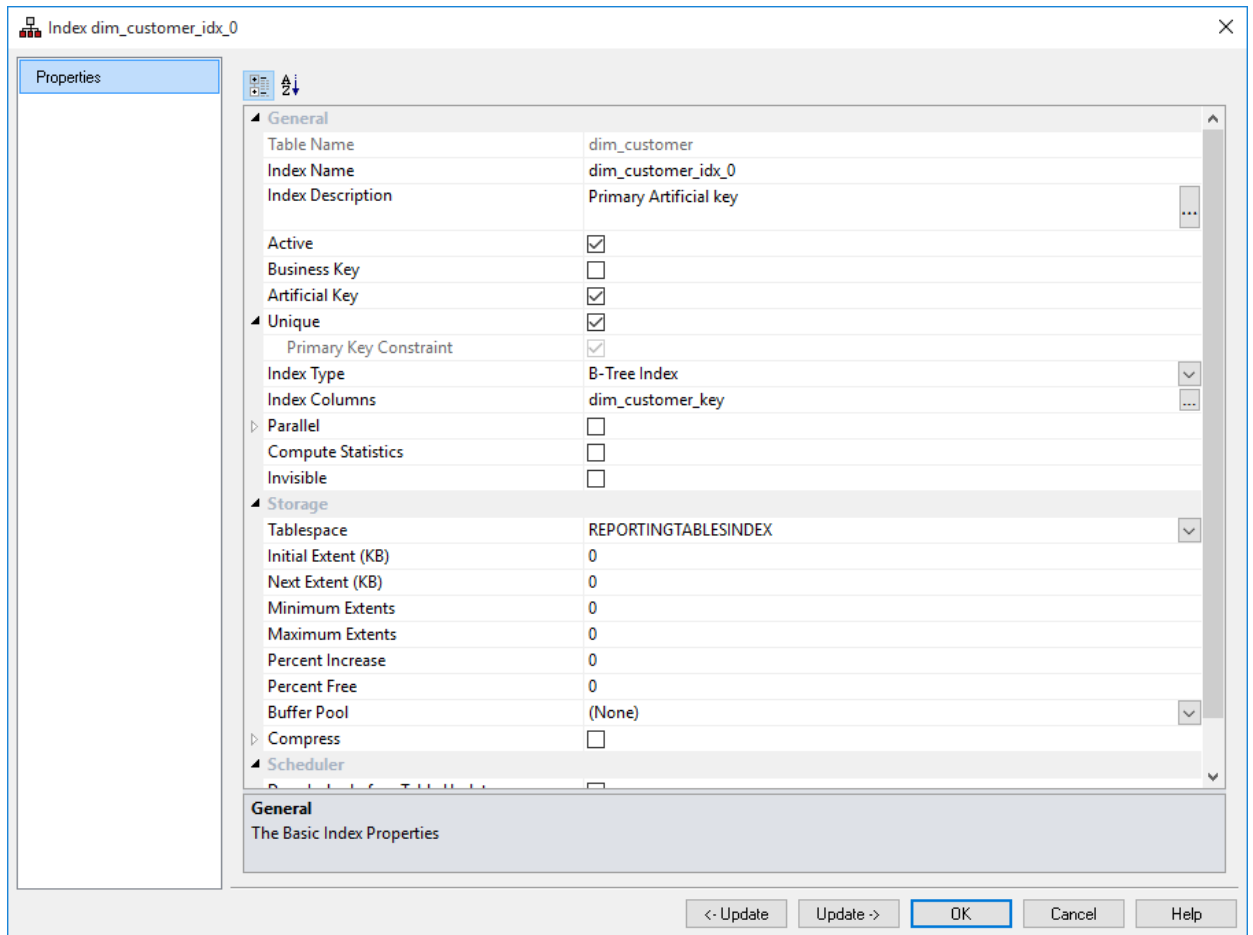 Index dim_customer_idx_0
Properties
General
Table Name dim_customer
Index Name dim_customer_idx_0
Index Description Primary Artificial key
...
Active
Business Key
Artificial Key
Unique
Primary Key Constraint
Index Type B-Tree Index
Index Columns dim_customer_key ...
Parallel
Compute Statistics
Invisible
Storage
Tablespace REPORTINGTABLESINDEX
Initial Extent (KB) 0
Next Extent (KB) 0
Minimum Extents 0
Maximum Extents 0
Percent Increase 0
Percent Free 0
Buffer Pool (None)
Compress
Scheduler
General
The Basic Index Properties
<- Update Update -> OK Cancel Help